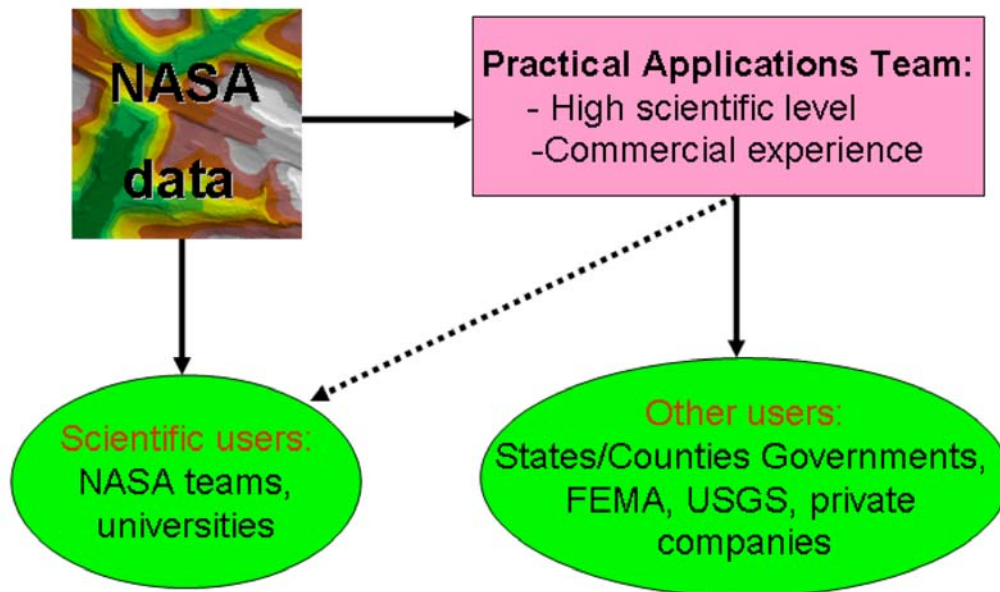 NASA
data
Practical Applications Team:
- High scientific level
-Commercial experience
Scientific users:
NASA teams,
universities
Other users:
States/Counties Governments,
FEMA, USGS, private
companies